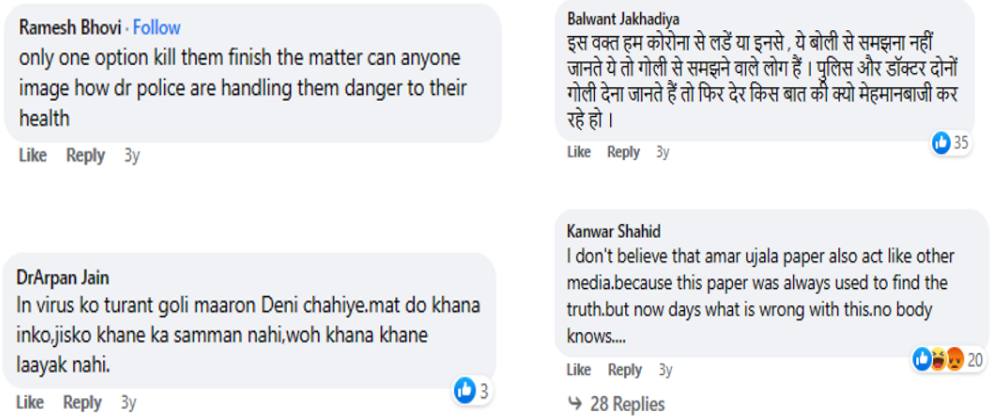 Ramesh Bhovi · Follow
only one option kill them finish the matter can anyone
image how dr police are handling them danger to their
health
Like Reply 3y
Balwant Jakhadiya
इस वक्त हम कोरोना से लडें या इनसे , ये बोली से समझना नहीं
जानते ये तो गोली से समझने वाले लोग हैं । पुलिस और डॉक्टर दोनों
गोली देना जानते हैं तो फिर देर किस बात की क्यो मेहमानबाजी कर
रहे हो ।
35
Like Reply 3y
DrArpan Jain
In virus ko turant goli maaron Deni chahiye.mat do khana
inko,jisko khane ka samman nahi,woh khana khane
laayak nahi.
3
Like Reply 3y
Kanwar Shahid
I don't believe that amar ujala paper also act like other
media.because this paper was always used to find the
truth.but now days what is wrong with this.no body
knows....
20
Like Reply 3y
28 Replies